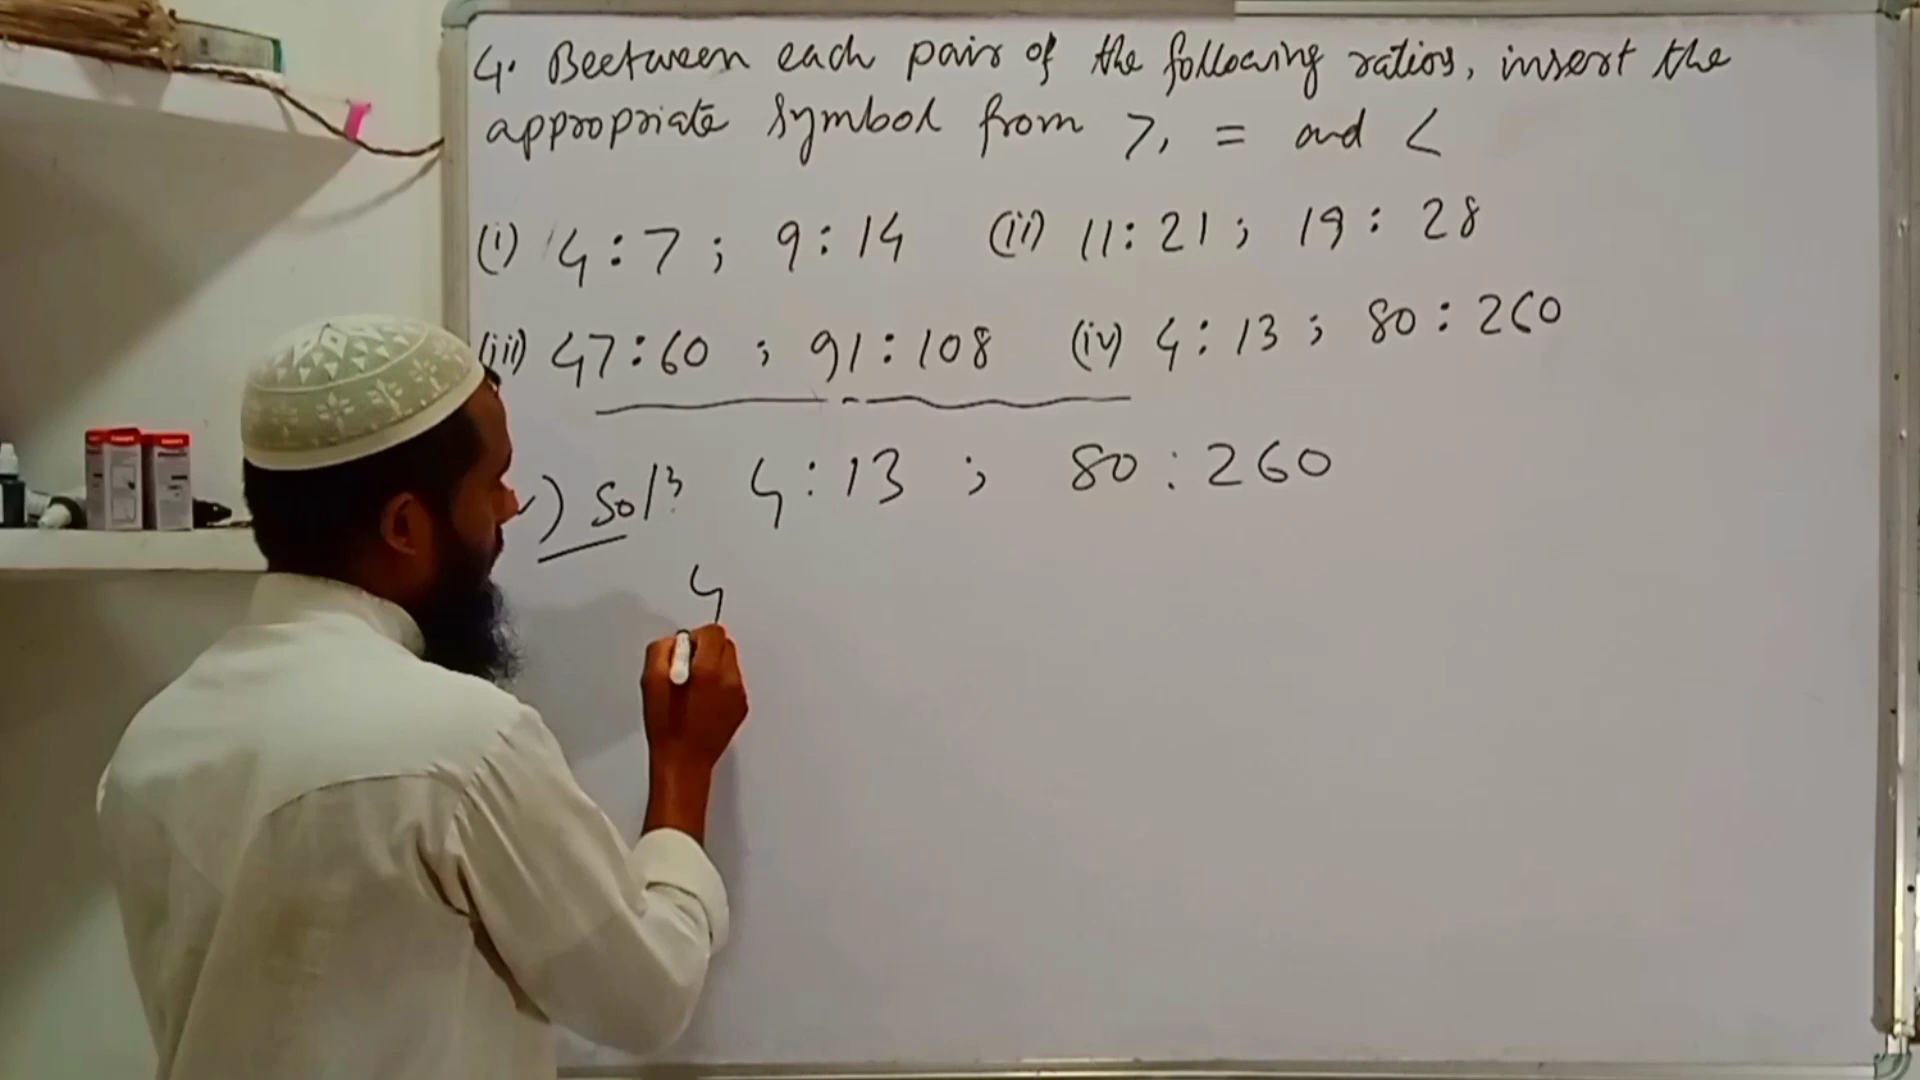 4. Beetween each pair of the following ratios, insert the
appropriate symbol from >, = and <
(i) 4:7 ; 9:14 (ii) 11:21 ; 19:28
(iii) 47:60 ; 91:108 (iv) 4:13 ; 80:260
) Sol? 4:13 ; 80:260
4